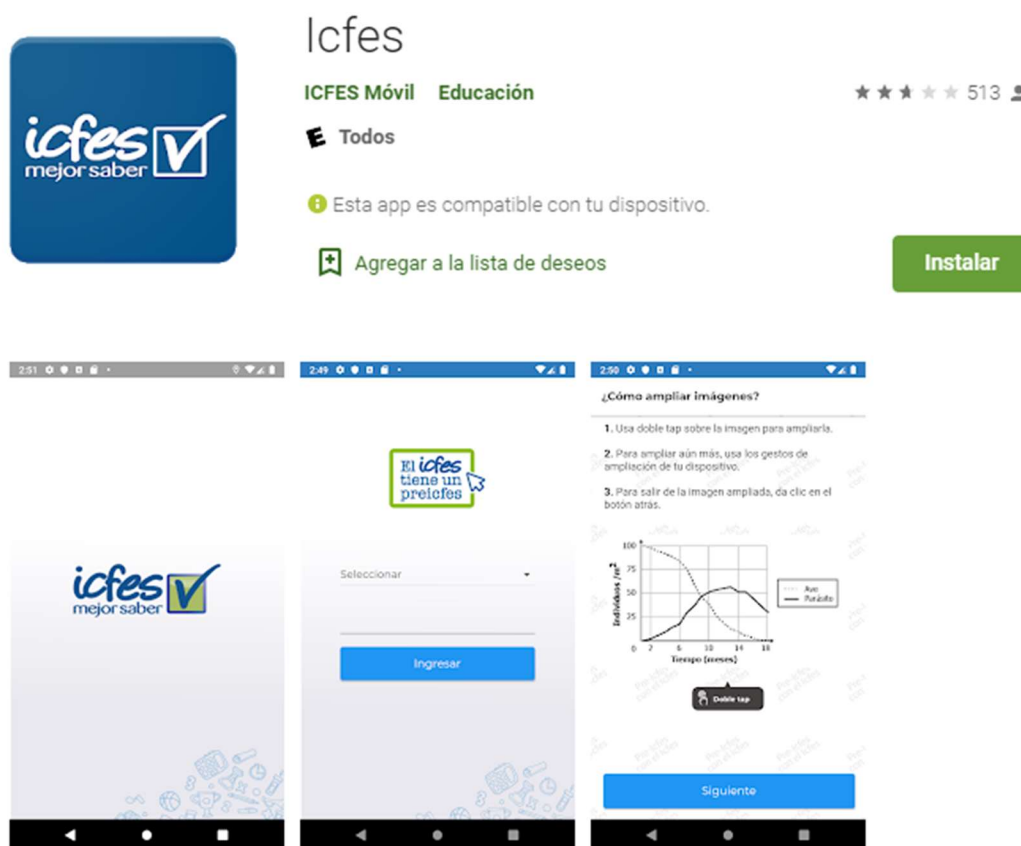 Icfes
ICFES Móvil Educación
513
E Todos
Esta app es compatible con tu dispositivo.
Agregar a la lista de deseos
Instalar
icfes
mejor saber
2:51
icfes
mejor saber
2:49
El icfes
tiene un
preicfes
Seleccionar
Ingresar
2:50
¿Cómo ampliar imágenes?
1. Usa doble tap sobre la imagen para ampliarla.
2. Para ampliar aún más, usa los gestos de
ampliación de tu dispositivo.
3. Para salir de la imagen ampliada, da clic en el
botón atrás.
100
75
50
25
0 2 6 10 14 18
Individuos /m²
Tiempo (meses)
Ave
Parásito
Doble tap
Siguiente